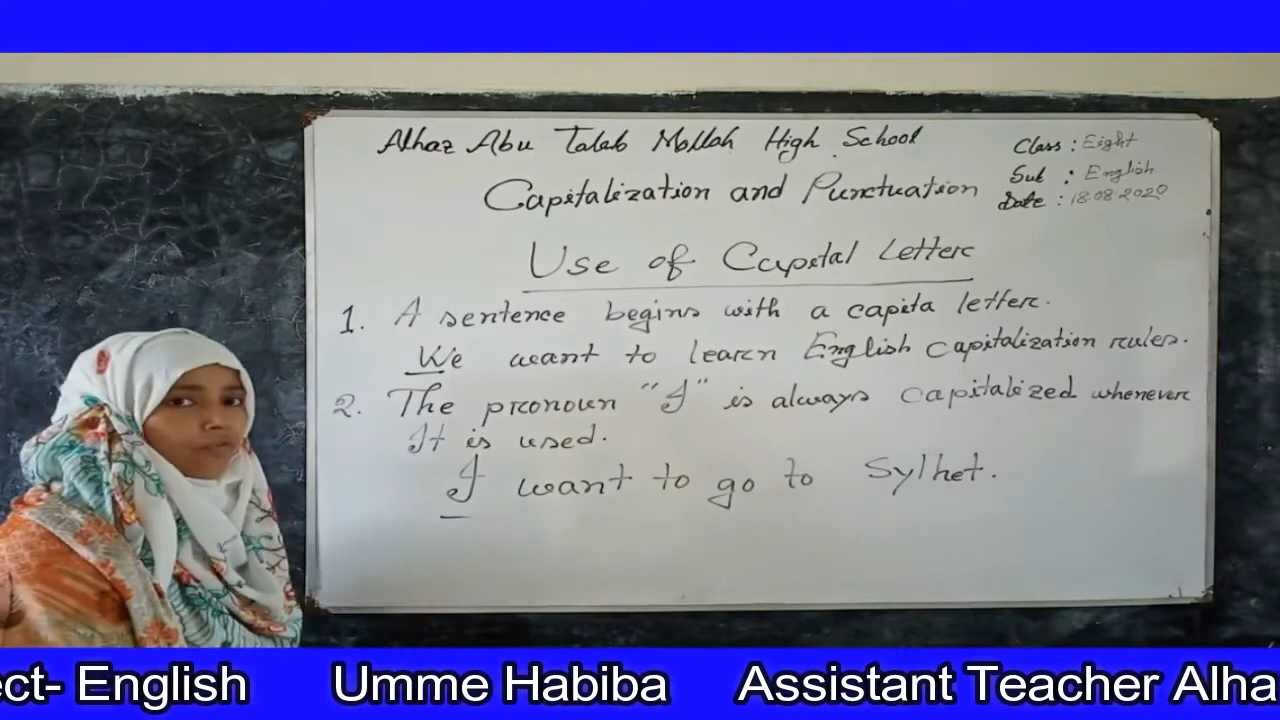 Alhaz Abu Taleb Mollah High School
Class : Eight
Sub : English
Date : 18.08.2020
Capitalization and Punctuation
Use of Capital Letter
1. A sentence begins with a capita letter.
We want to learn English capitalization rules.
2. The pronoun "I" is always capitalized whenever
It is used.
I want to go to Sylhet.
ect- English Umme Habiba Assistant Teacher Alha